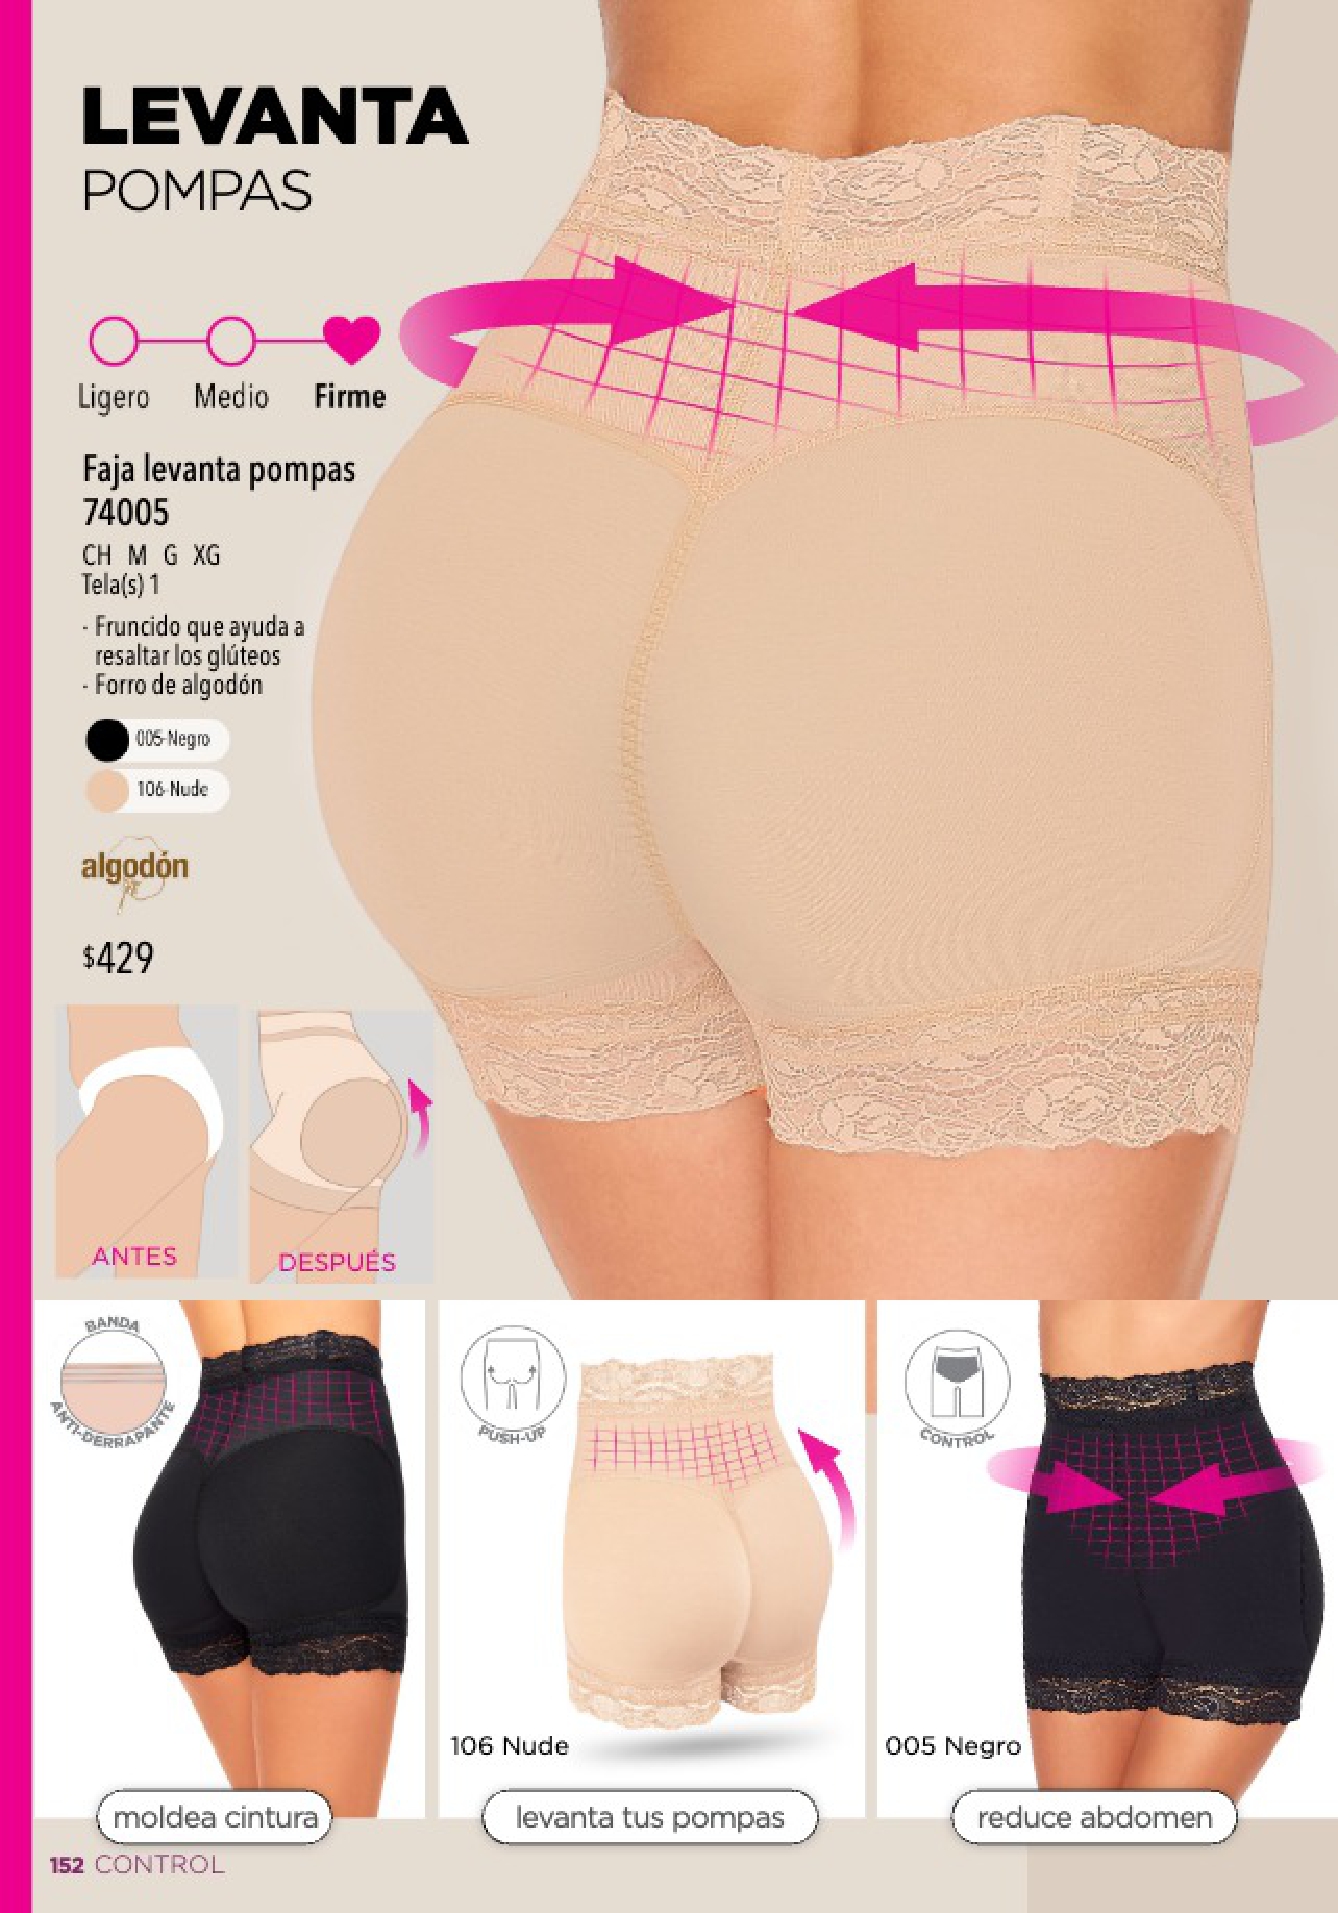 LEVANTA
POMPAS
Ligero Medio Firme
Faja levanta pompas
74005
CH M G XG
Tela(s) 1
- Fruncido que ayuda a
resaltar los glúteos
- Forro de algodón
005-Negro
106-Nude
algodón
$429
ANTES
DESPUÉS
BANDA
ANTI-DERRAPANTE
PUSH-UP
CONTROL
106 Nude
005 Negro
moldea cintura
levanta tus pompas
reduce abdomen
152 CONTROL